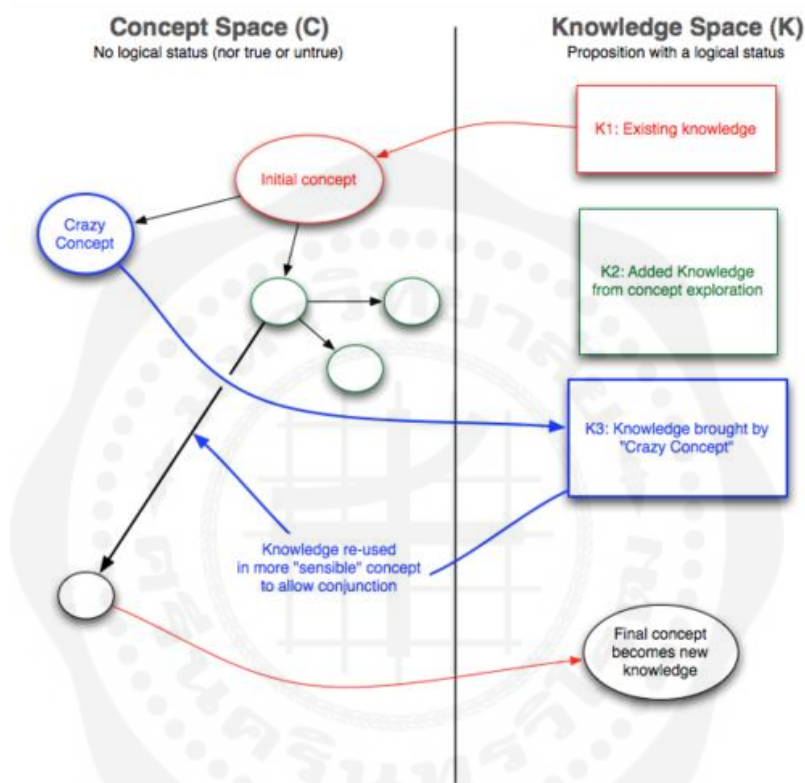 Concept Space (C)
No logical status (nor true or untrue)
Knowledge Space (K)
Proposition with a logical status
K1: Existing knowledge
Initial concept
Crazy
Concept
K2: Added Knowledge
from concept exploration
K3: Knowledge brought by
"Crazy Concept"
Knowledge re-used
in more "sensible" concept
to allow conjunction
Final concept
becomes new
knowledge